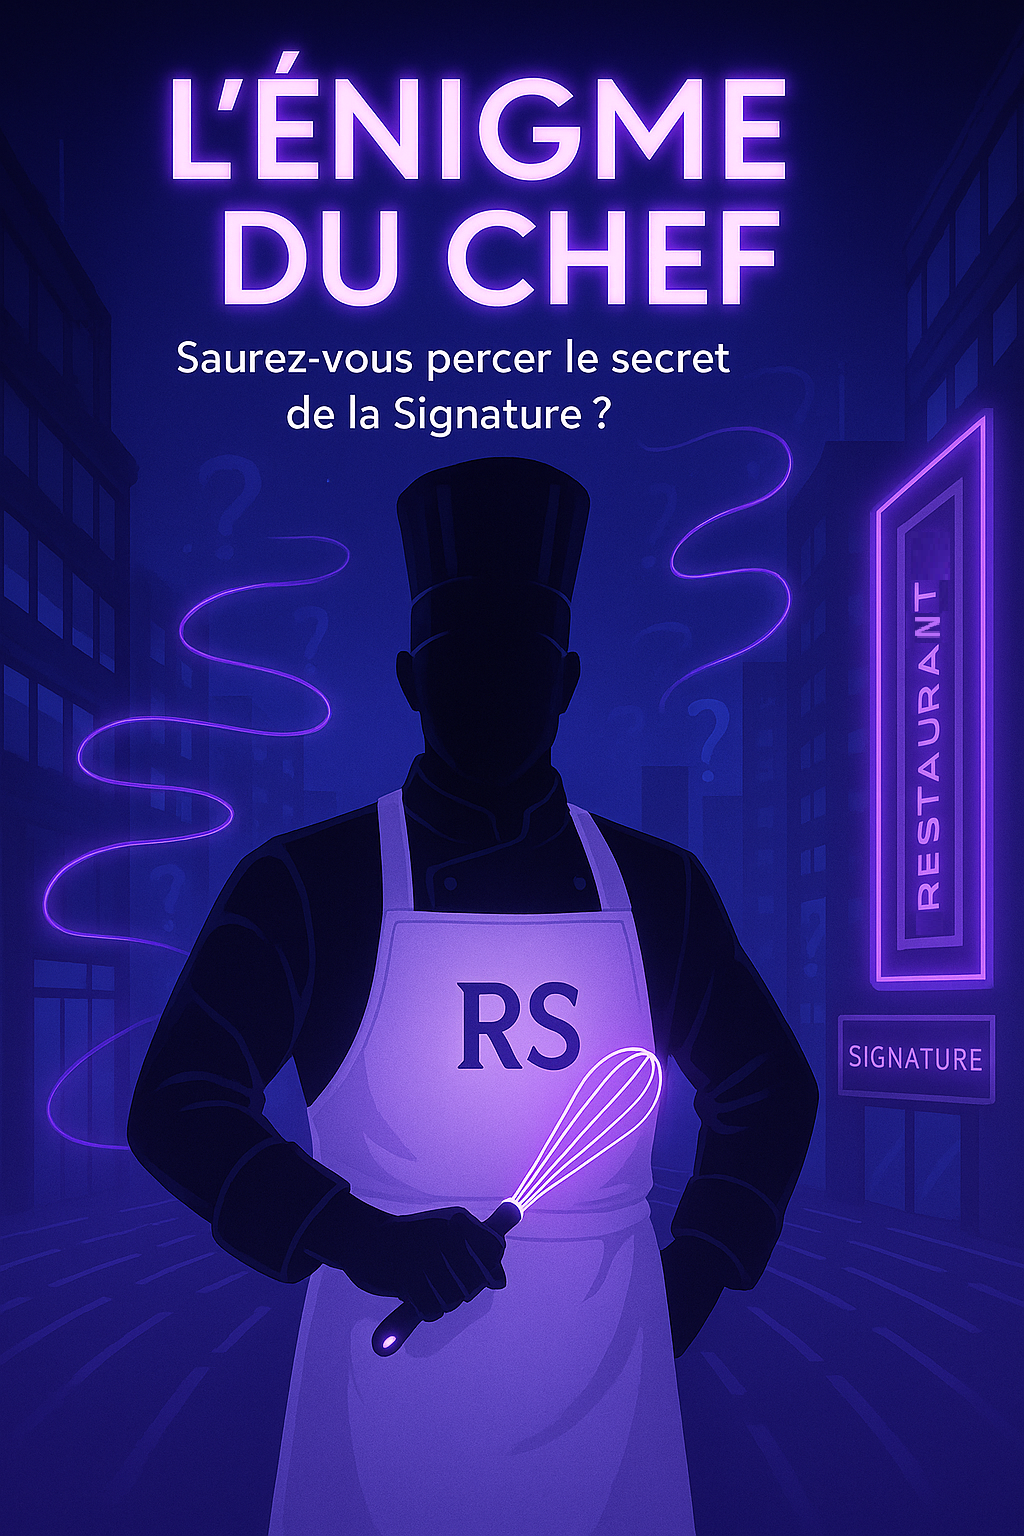 L’ÉNIGME
DU CHEF
Saurez-vous percer le secret
de la Signature ?
RESTAURANT
RS
SIGNATURE